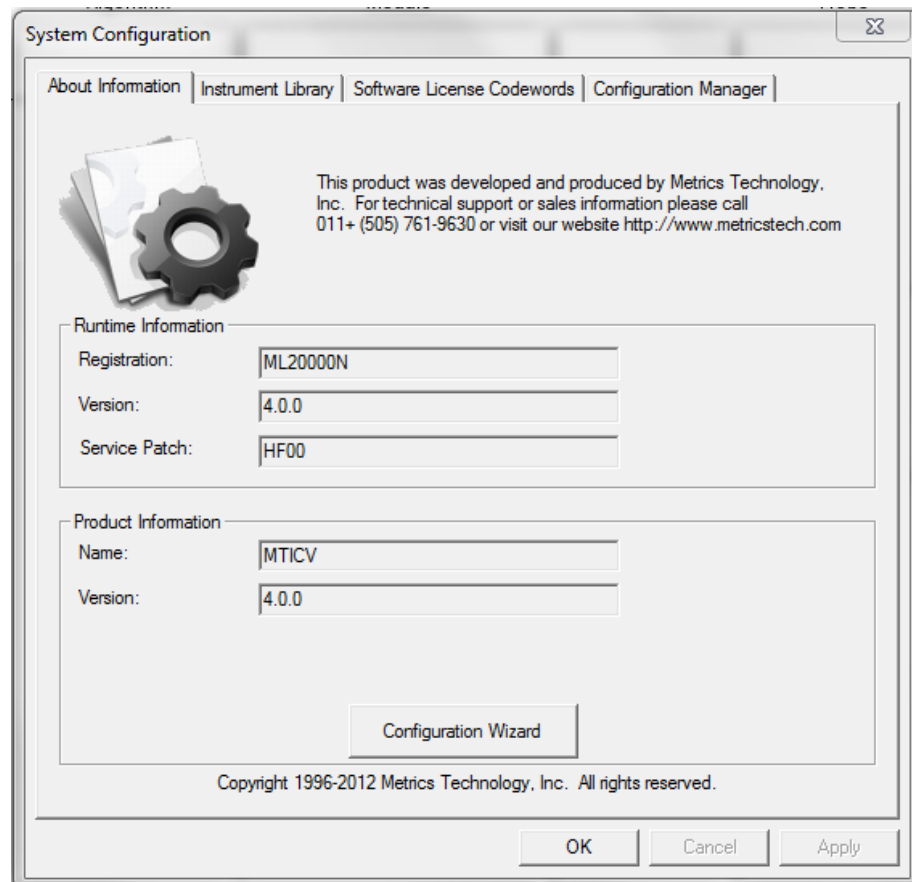 System Configuration
About Information
Instrument Library
Software License Codewords
Configuration Manager
This product was developed and produced by Metrics Technology,
Inc. For technical support or sales information please call
011+ (505) 761-9630 or visit our website http://www.metricstech.com
Runtime Information
Registration:
ML20000N
Version:
4.0.0
Service Patch:
HF00
Product Information
Name:
MTICV
Version:
4.0.0
Configuration Wizard
Copyright 1996-2012 Metrics Technology, Inc. All rights reserved.
OK
Cancel
Apply